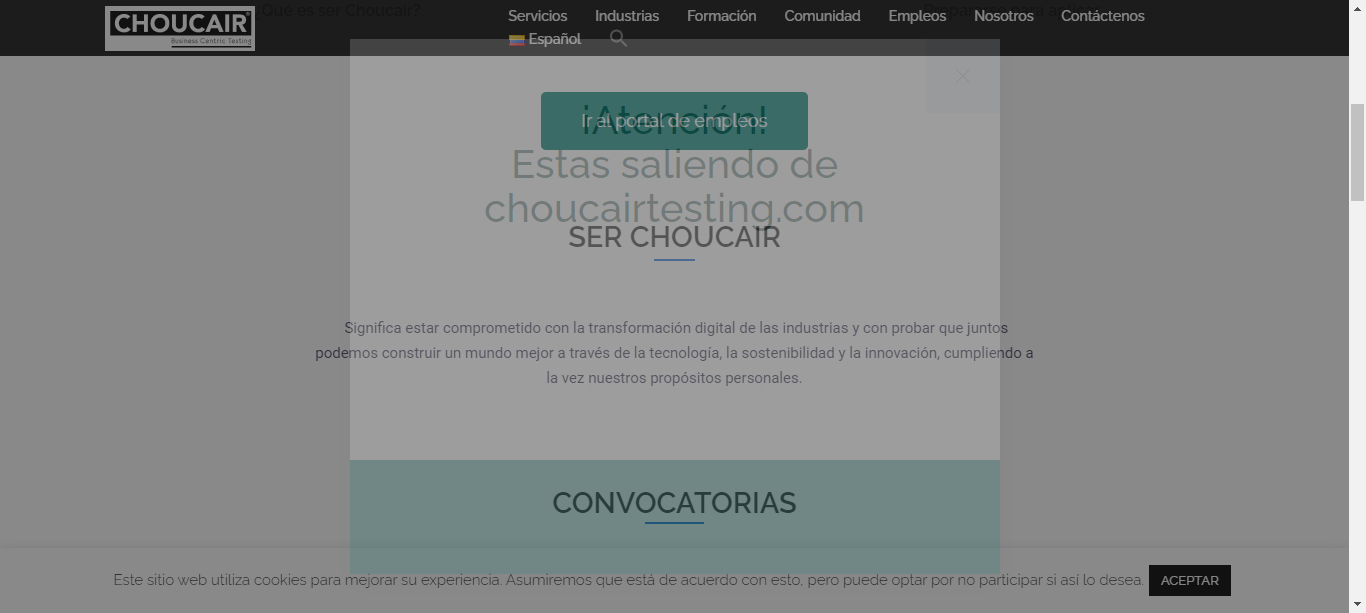 ¿Qué es ser Choucair?
CHOUCAIR
Business Centric Testing
Servicios Industrias Formación Comunidad Empleos Nosotros Contáctenos
Español
¡Atención!
Ir al portal de empleos
Estas saliendo de
choucairtesting.com
SER CHOUCAIR
Significa estar comprometido con la transformación digital de las industrias y con probar que juntos
podemos construir un mundo mejor a través de la tecnología, la sostenibilidad y la innovación, cumpliendo a
la vez nuestros propósitos personales.
CONVOCATORIAS
Este sitio web utiliza cookies para mejorar su experiencia. Asumiremos que está de acuerdo con esto, pero puede optar por no participar si así lo desea. ACEPTAR